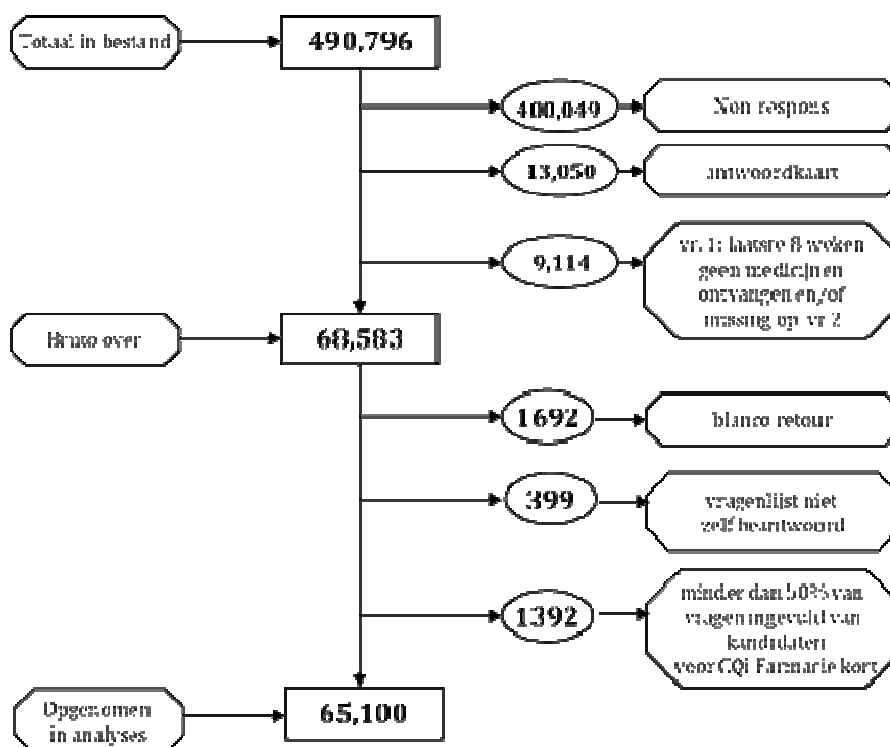 Totaal in bestand
490,796
400,049
Non respons
13,050
antwoordkaart
9,114
vr. 1: laatste 8 weken
geen medicijnen
ontvangen en/of
missing op vr 2
Bruto over
68,583
1692
blanco retour
399
vragenlijst niet
zelf beantwoord
1392
minder dan 50% van
vragen ingevuld van
kandidaten
voor CQi Farmacie kort
Opgenomen
in analyses
65,100